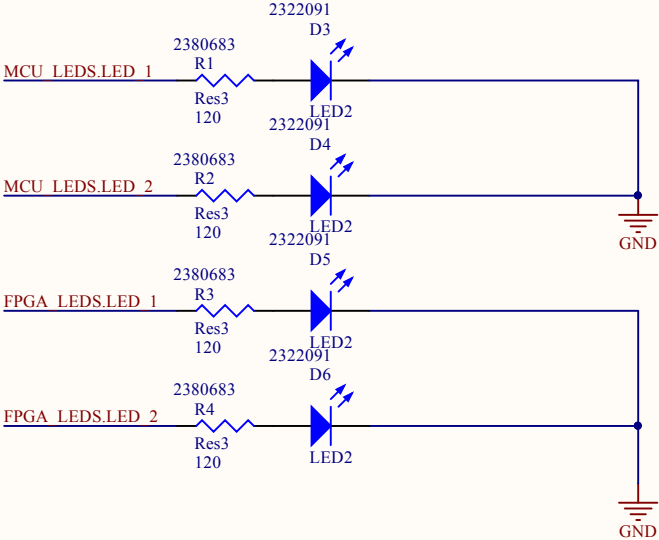 2322091
D3
2380683
R1
MCU_LEDS.LED_1
Res3
120
LED2
2322091
D4
2380683
R2
MCU_LEDS.LED_2
Res3
120
LED2
GND
2322091
D5
2380683
R3
FPGA_LEDS.LED_1
Res3
120
LED2
2322091
D6
2380683
R4
FPGA_LEDS.LED_2
Res3
120
LED2
GND